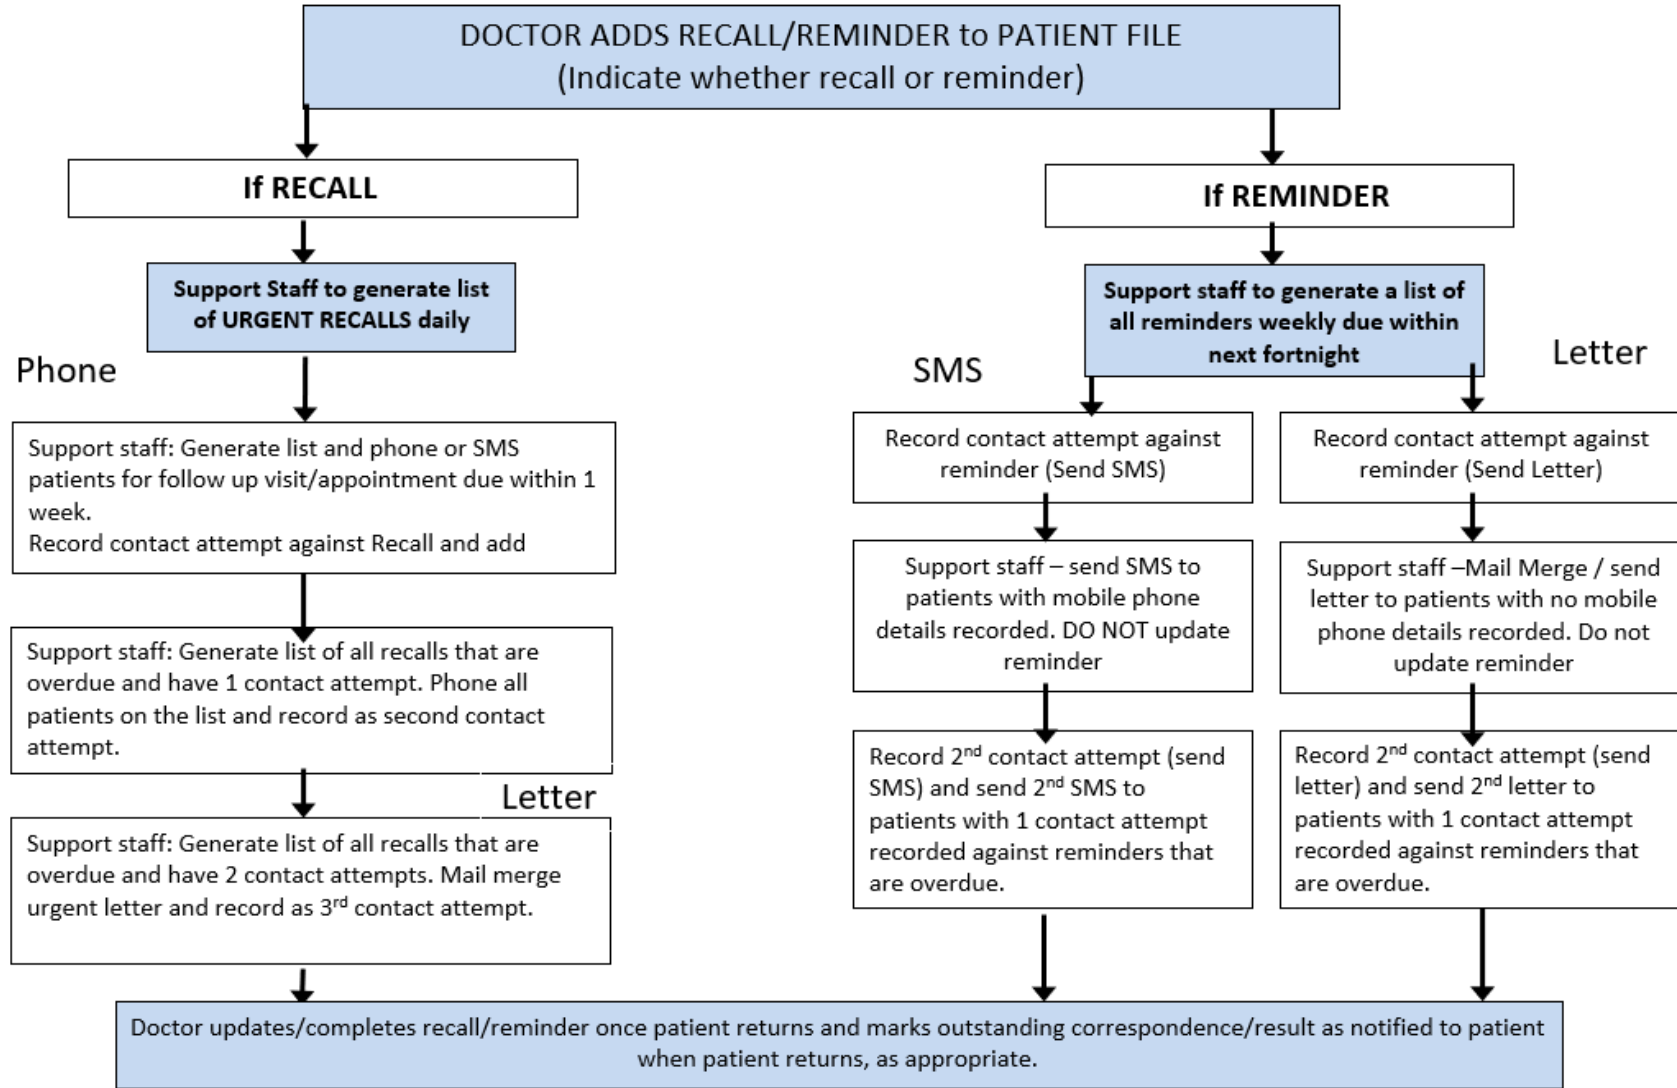 DOCTOR ADDS RECALL/REMINDER to PATIENT FILE
(Indicate whether recall or reminder)
If RECALL
Support Staff to generate list
of URGENT RECALLS daily
Phone
Support staff: Generate list and phone or SMS
patients for follow up visit/appointment due within 1
week.
Record contact attempt against Recall and add
Support staff: Generate list of all recalls that are
overdue and have 1 contact attempt. Phone all
patients on the list and record as second contact
attempt.
Letter
Support staff: Generate list of all recalls that are
overdue and have 2 contact attempts. Mail merge
urgent letter and record as 3rd contact attempt.
If REMINDER
Support staff to generate a list of
all reminders weekly due within
next fortnight
SMS
Record contact attempt against
reminder (Send SMS)
Support staff – send SMS to
patients with mobile phone
details recorded. DO NOT update
reminder
Record 2nd contact attempt (send
SMS) and send 2nd SMS to
patients with 1 contact attempt
recorded against reminders that
are overdue.
Letter
Record contact attempt against
reminder (Send Letter)
Support staff –Mail Merge / send
letter to patients with no mobile
phone details recorded. Do not
update reminder
Record 2nd contact attempt (send
letter) and send 2nd letter to
patients with 1 contact attempt
recorded against reminders that
are overdue.
Doctor updates/completes recall/reminder once patient returns and marks outstanding correspondence/result as notified to patient
when patient returns, as appropriate.